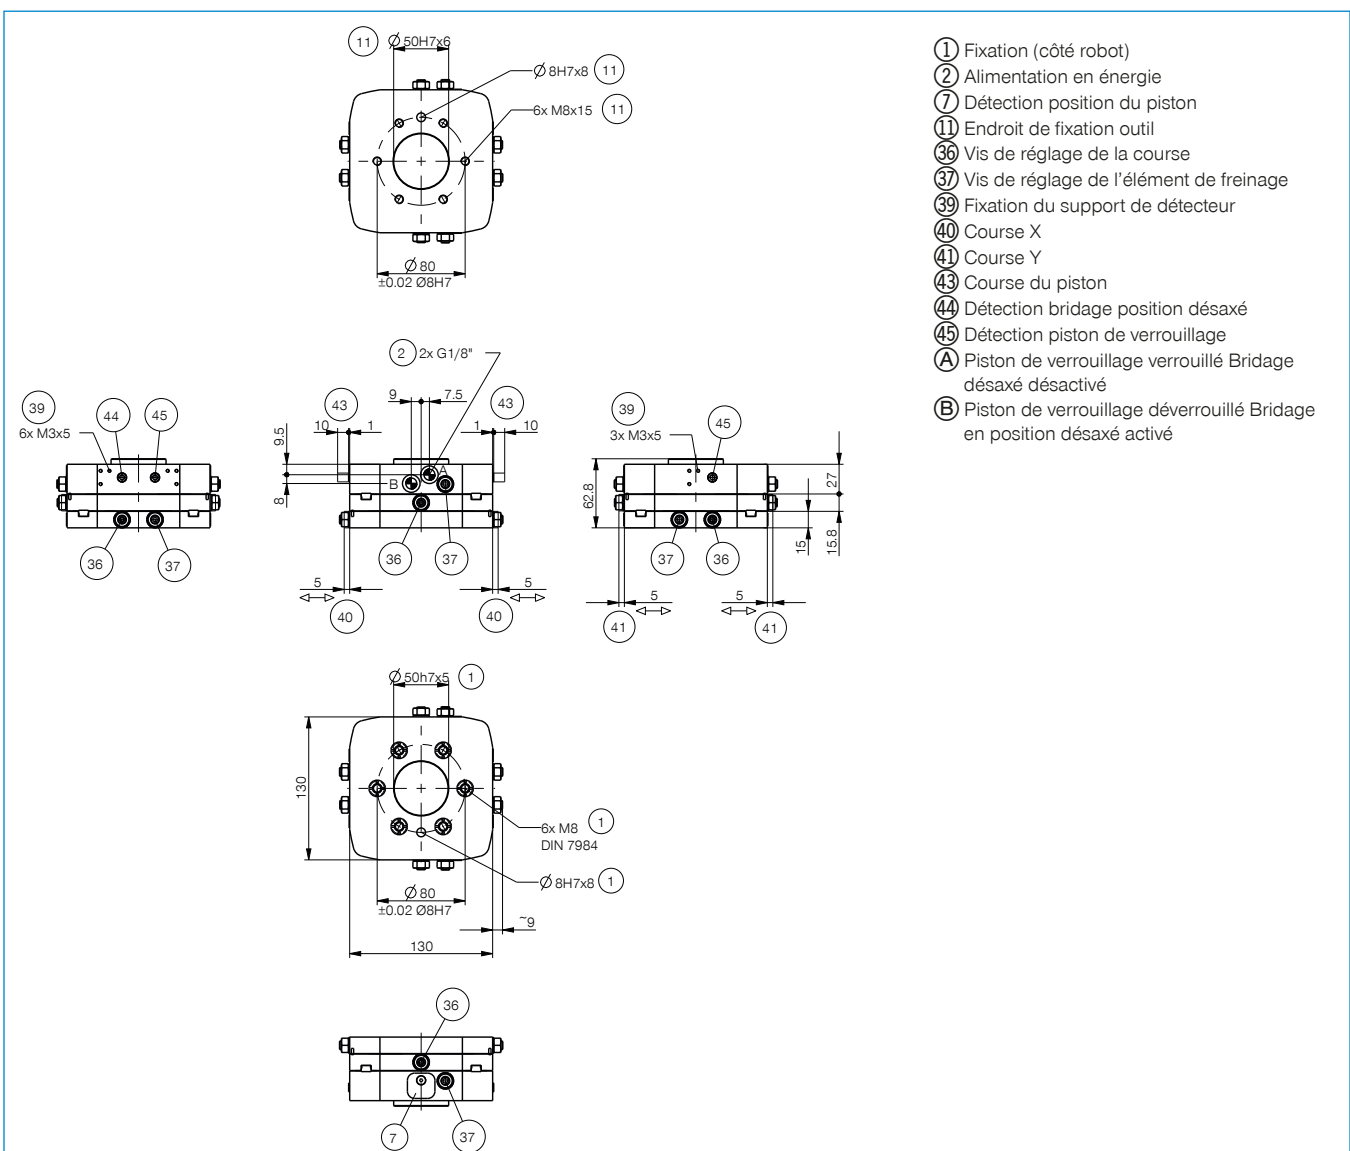 11 Ø 50H7x6
Ø 8H7x8 11
6x M8x15 11
Ø 80
±0.02 Ø8H7
1 Fixation (côté robot)
2 Alimentation en énergie
7 Détection position du piston
11 Endroit de fixation outil
36 Vis de réglage de la course
37 Vis de réglage de l'élément de freinage
39 Fixation du support de détecteur
40 Course X
41 Course Y
43 Course du piston
44 Détection bridage position désaxé
45 Détection piston de verrouillage
A Piston de verrouillage verrouillé Bridage
désaxé désactivé
B Piston de verrouillage déverrouillé Bridage
en position désaxé activé
39 44 45
6x M3x5
36 37
2 2x G1/8"
9 7.5
43 43
10 1 1 10
9.5
8
A
B
36 37
5 5
40 40
39 45
3x M3x5
62.8
27
15
15.8
37 36
5 5
41 41
Ø 50h7x5 1
130
6x M8 1
DIN 7984
Ø 8H7x8 1
Ø 80
±0.02 Ø8H7
~9
130
36
7 37